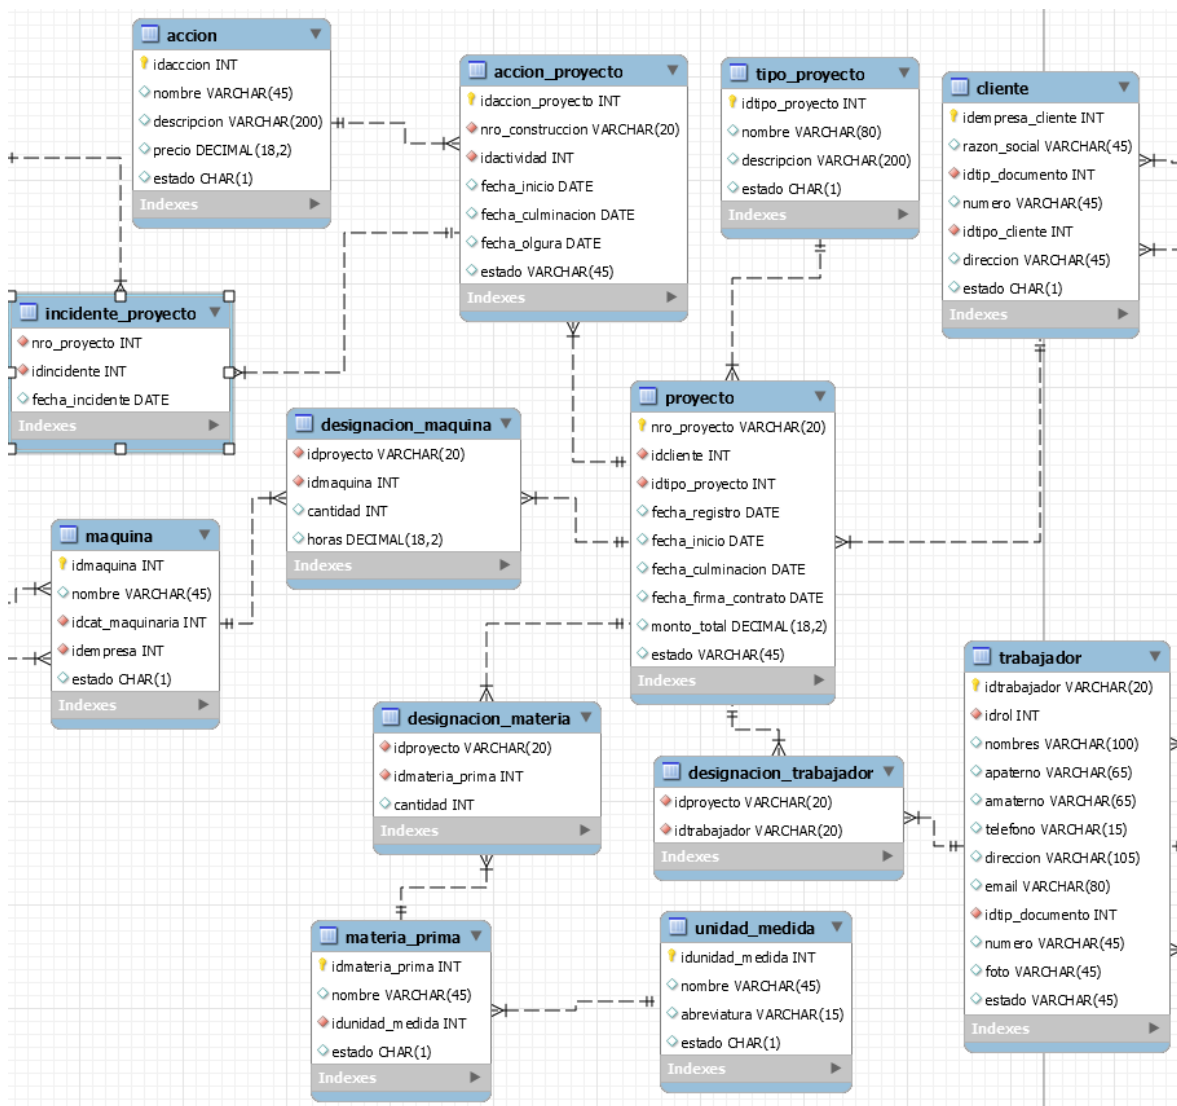 accion
idacccion INT
nombre VARCHAR(45)
descripcion VARCHAR(200)
precio DECIMAL(18,2)
estado CHAR(1)
Indexes
accion_proyecto
idaccion_proyecto INT
nro_construccion VARCHAR(20)
idactividad INT
fecha_inicio DATE
fecha_culminacion DATE
fecha_olgura DATE
estado VARCHAR(45)
Indexes
tipo_proyecto
idtipo_proyecto INT
nombre VARCHAR(80)
descripcion VARCHAR(200)
estado CHAR(1)
Indexes
cliente
idempresa_cliente INT
razon_social VARCHAR(45)
idtip_documento INT
numero VARCHAR(45)
idtipo_cliente INT
direccion VARCHAR(45)
estado CHAR(1)
Indexes
incidente_proyecto
nro_proyecto INT
idincidente INT
fecha_incidente DATE
Indexes
designacion_maquina
idproyecto VARCHAR(20)
idmaquina INT
cantidad INT
horas DECIMAL(18,2)
Indexes
proyecto
nro_proyecto VARCHAR(20)
idcliente INT
idtipo_proyecto INT
fecha_registro DATE
fecha_inicio DATE
fecha_culminacion DATE
fecha_firma_contrato DATE
monto_total DECIMAL(18,2)
estado VARCHAR(45)
Indexes
maquina
idmaquina INT
nombre VARCHAR(45)
idcat_maquinaria INT
idempresa INT
estado CHAR(1)
Indexes
designacion_materia
idproyecto VARCHAR(20)
idmateria_prima INT
cantidad INT
Indexes
designacion_trabajador
idproyecto VARCHAR(20)
idtrabajador VARCHAR(20)
Indexes
trabajador
idtrabajador VARCHAR(20)
idrol INT
nombres VARCHAR(100)
apaterno VARCHAR(65)
amaterno VARCHAR(65)
telefono VARCHAR(15)
direccion VARCHAR(105)
email VARCHAR(80)
idtip_documento INT
numero VARCHAR(45)
foto VARCHAR(45)
estado VARCHAR(45)
Indexes
materia_prima
idmateria_prima INT
nombre VARCHAR(45)
idunidad_medida INT
estado CHAR(1)
Indexes
unidad_medida
idunidad_medida INT
nombre VARCHAR(45)
abreviatura VARCHAR(15)
estado CHAR(1)
Indexes